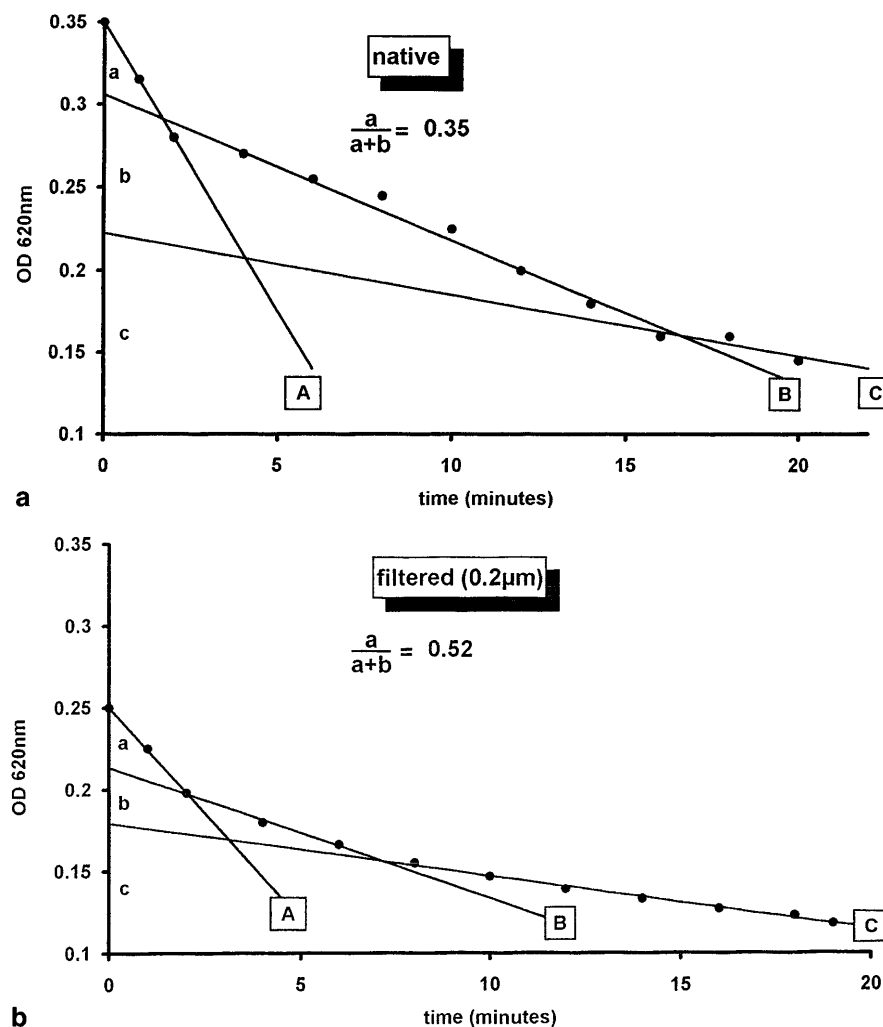 0.35
native
a
a/a+b = 0.35
0.3
b
0.25
OD 620nm
0.2
c
0.15
A
B
C
0.1
0 5 10 15 20
time (minutes)
a
0.35
filtered (0.2µm)
0.3
a/a+b = 0.52
0.25
a
OD 620nm
0.2
b
0.15
c
A
B
C
0.1
0 5 10 15 20
time (minutes)
b